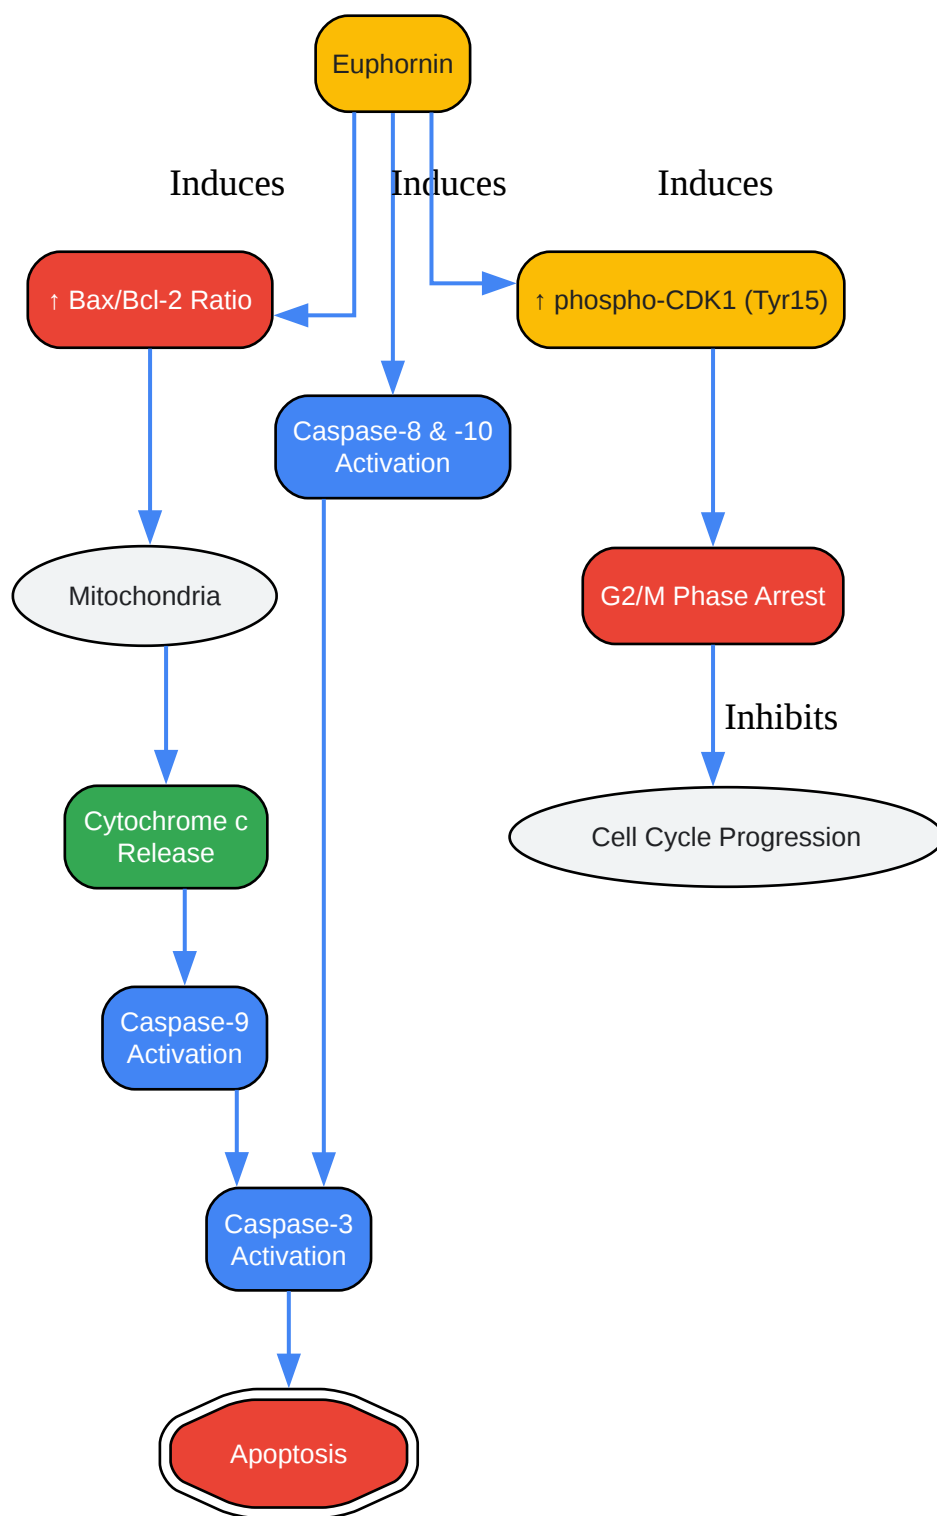 Euphornin
Induces
Induces
Induces
↑ Bax/Bcl-2 Ratio
↑ phospho-CDK1 (Tyr15)
Caspase-8 & -10
Activation
Mitochondria
G2/M Phase Arrest
Inhibits
Cytochrome c
Release
Cell Cycle Progression
Caspase-9
Activation
Caspase-3
Activation
Apoptosis